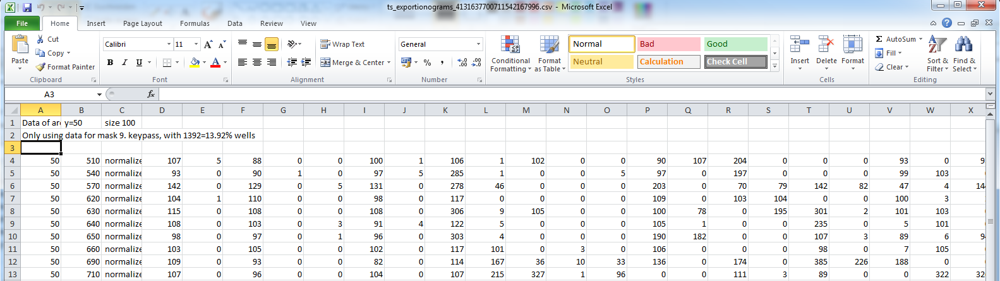 ts_exportionograms_4131637700711542167996.csv - Microsoft Excel
File Home Insert Page Layout Formulas Data Review View
Paste Cut Copy Format Painter Clipboard
Calibri 11 B I U Font
Wrap Text Merge & Center Alignment
General % , .00 .0 Number
Conditional Formatting Format as Table
Normal Bad Good
Neutral Calculation Check Cell
Styles
Insert Delete Format Cells
AutoSum Fill Clear Sort & Filter Find & Select Editing
A3 fx
A B C D E F G H I J K L M N O P Q R S T U V W X
1 Data of are y=50 size 100
2 Only using data for mask 9. keypass, with 1392=13.92% wells
3
4 50 510 normalize 107 5 88 0 0 100 1 106 1 102 0 0 90 107 204 0 0 0 93 0 9
5 50 540 normalize 93 0 90 1 0 97 5 285 1 0 0 5 97 0 197 0 0 0 99 103
6 50 570 normalize 142 0 129 0 5 131 0 278 46 0 0 0 203 0 70 79 142 82 47 4 144
7 50 620 normalize 104 1 110 0 0 98 0 117 0 0 0 0 109 0 103 104 0 0 100 3
8 50 630 normalize 115 0 108 0 0 108 0 306 9 105 0 0 100 78 0 195 301 2 101 103
9 50 640 normalize 108 0 103 0 3 91 4 122 5 0 0 0 105 1 0 0 235 0 5 101
10 50 650 normalize 98 0 97 0 1 96 0 303 4 0 0 0 190 182 0 0 107 3 89 6 94
11 50 660 normalize 103 0 105 0 0 102 0 117 101 0 3 0 106 0 0 0 98 0 7 105
12 50 690 normalize 109 0 93 0 0 82 0 114 167 36 10 33 136 0 174 0 385 226 188 0
13 50 710 normalize 107 0 96 0 0 104 0 107 215 327 1 96 0 0 111 3 89 0 0 322 32